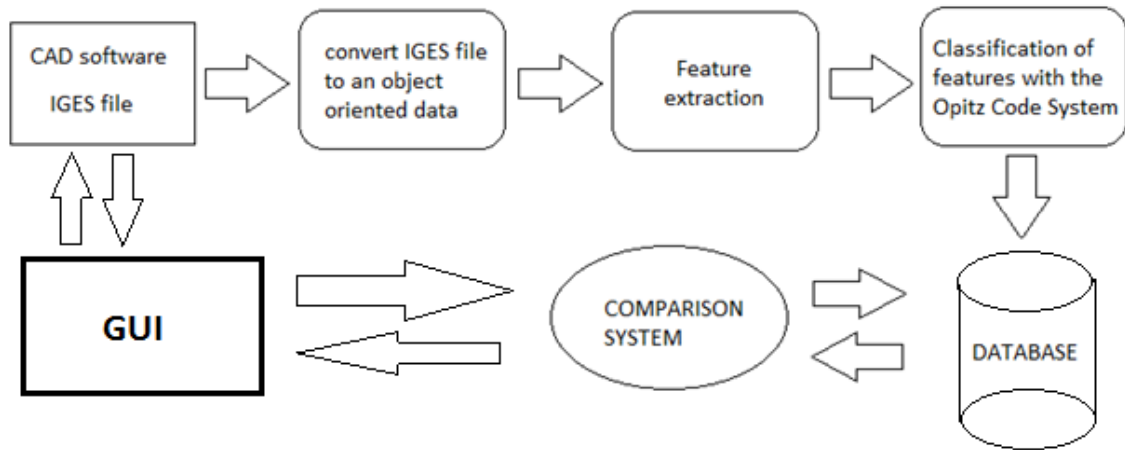 CAD software
IGES file
convert IGES file
to an object
oriented data
Feature
extraction
Classification of
features with the
Opitz Code System
GUI
COMPARISON
SYSTEM
DATABASE